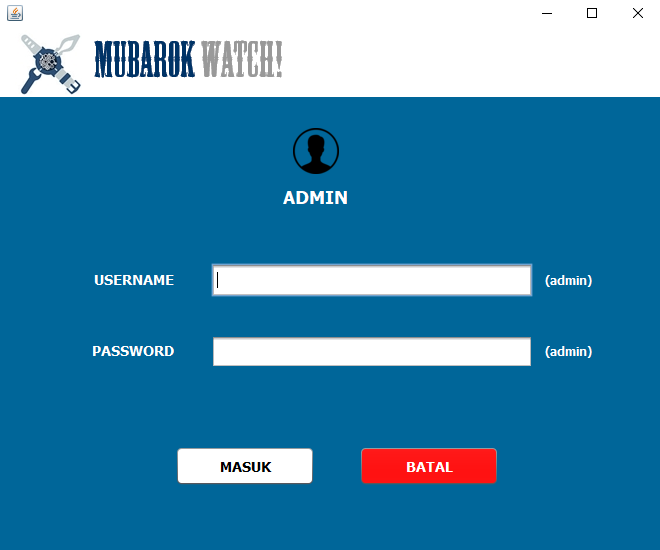 MUBAROK WATCH!
ADMIN
USERNAME (admin)
PASSWORD (admin)
MASUK BATAL